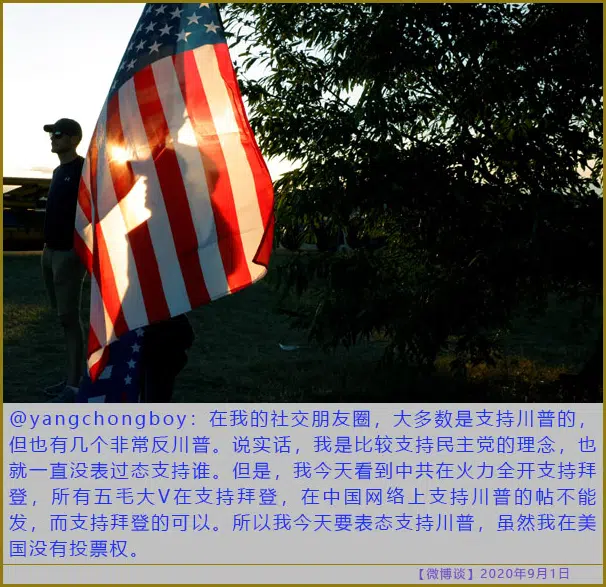 @yangchongboy：在我的社交朋友圈，大多数是支持川普的，
但也有几个非常反川普。说实话，我是比较支持民主党的理念，也
就一直没表过态支持谁。但是，我今天看到中共在火力全开支持拜
登，所有五毛大V在支持拜登，在中国网络上支持川普的帖不能
发，而支持拜登的可以。所以我今天要表态支持川普，虽然我在美
国没有投票权。
【微博谈】2020年9月1日